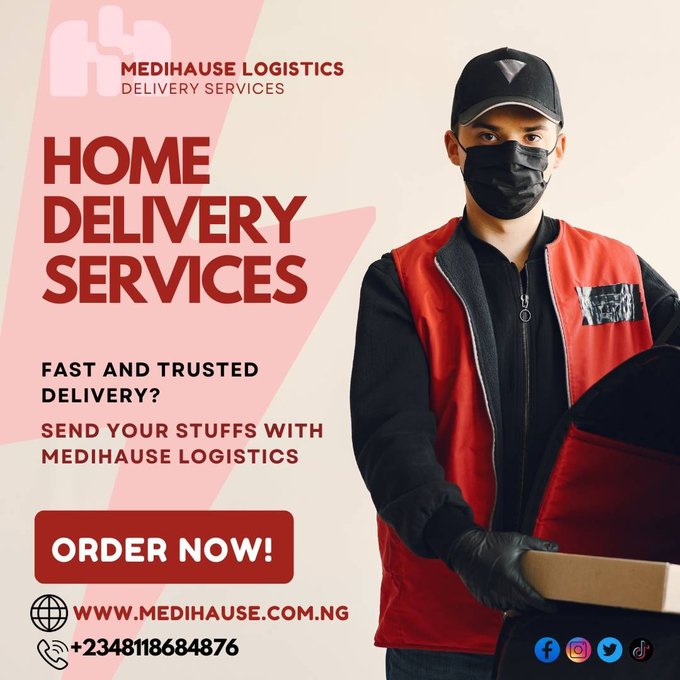 MEDIHAUSE LOGISTICS
DELIVERY SERVICES
HOME
DELIVERY
SERVICES
FAST AND TRUSTED
DELIVERY?
SEND YOUR STUFFS WITH
MEDIHAUSE LOGISTICS
ORDER NOW!
WWW.MEDIHAUSE.COM.NG
+2348118684876